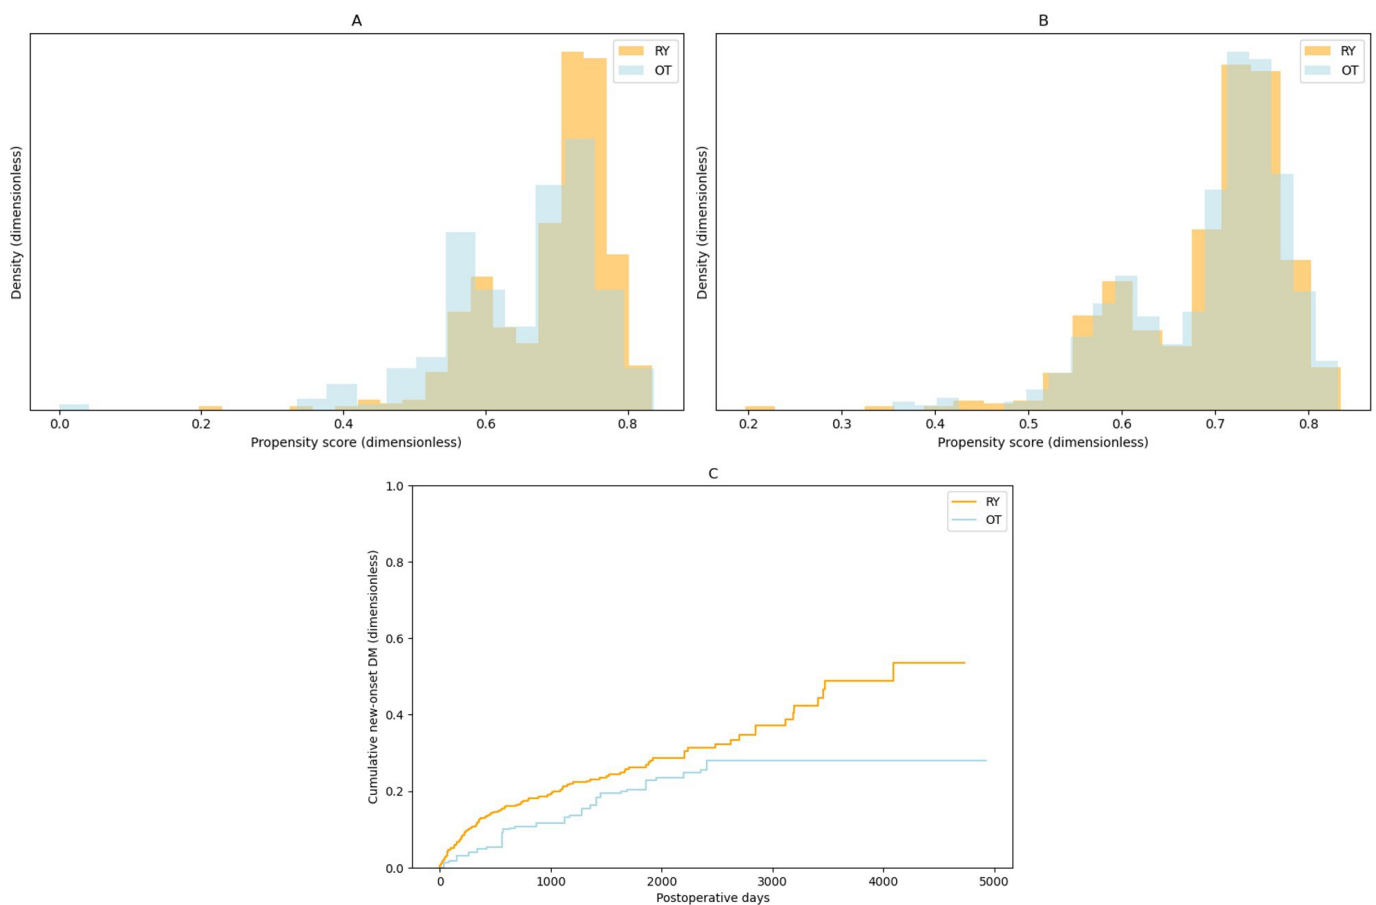 A
RY
OT
Density (dimensionless)
0.0 0.2 0.4 0.6 0.8
Propensity score (dimensionless)
B
RY
OT
Density (dimensionless)
0.2 0.3 0.4 0.5 0.6 0.7 0.8
Propensity score (dimensionless)
C
RY
OT
Cumulative new-onset DM (dimensionless)
1.0
0.8
0.6
0.4
0.2
0.0
0 1000 2000 3000 4000 5000
Postoperative days